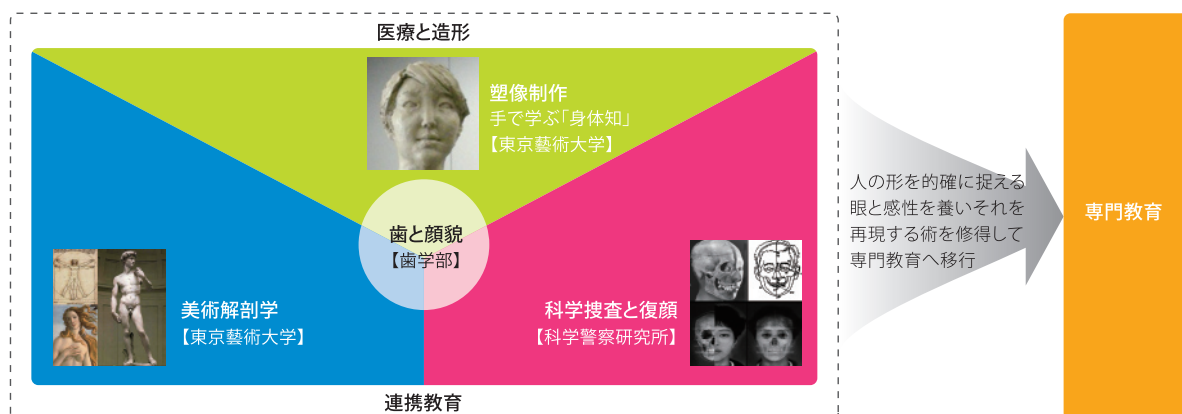 医療と造形
塑像制作
手で学ぶ「身体知」
【東京藝術大学】
歯と顔貌
【歯学部】
美術解剖学
【東京藝術大学】
科学捜査と復顔
【科学警察研究所】
連携教育
人の形を的確に捉える
眼と感性を養いそれを
再現する術を修得して
専門教育へ移行
専門教育